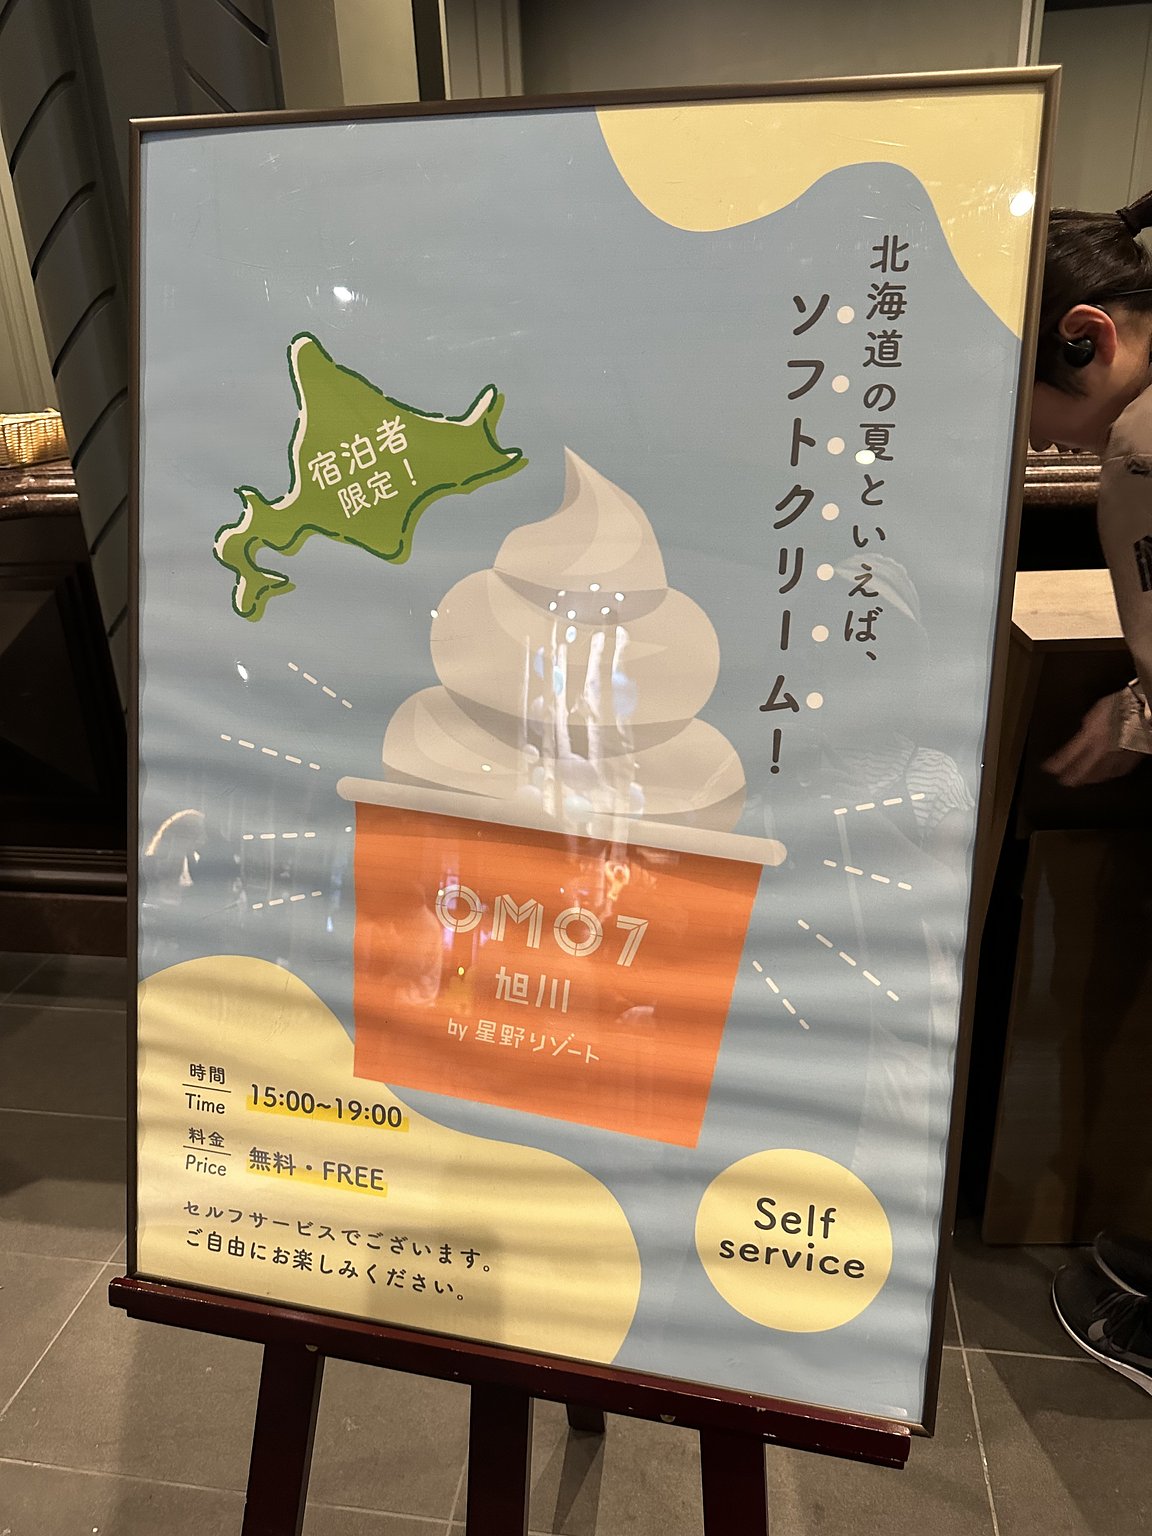 北海道の夏といえば、
ソフトクリーム！
宿泊者
限定！
OMO7
旭川
by 星野リゾート
時間
Time
15:00~19:00
料金
Price
無料・FREE
セルフサービスでございます。
ご自由にお楽しみください。
Self
service